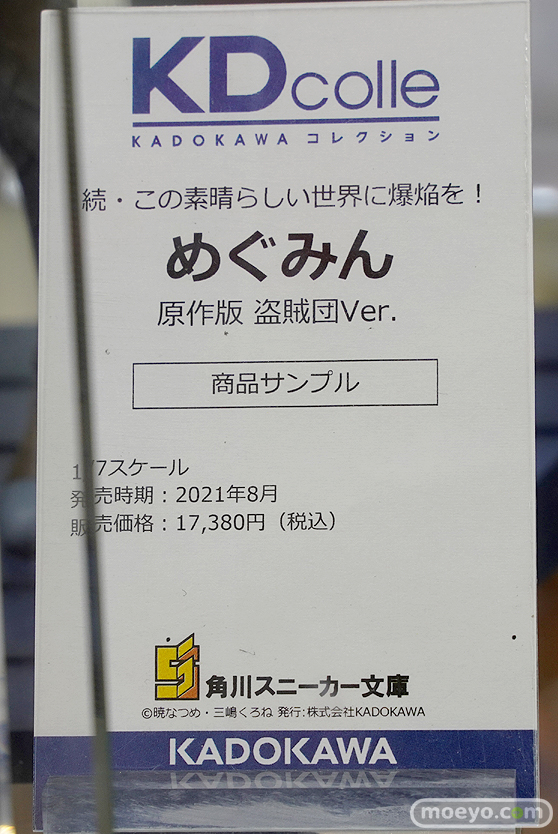 KDcolle
KADOKAWA コレクション
続・この素晴らしい世界に爆焔を！
めぐみん
原作版 盗賊団Ver.
商品サンプル
1/7スケール
発売時期：2021年8月
販売価格：17,380円（税込）
角川スニーカー文庫
©暁なつめ・三嶋くろね 発行:株式会社KADOKAWA
KADOKAWA
moeyo.com